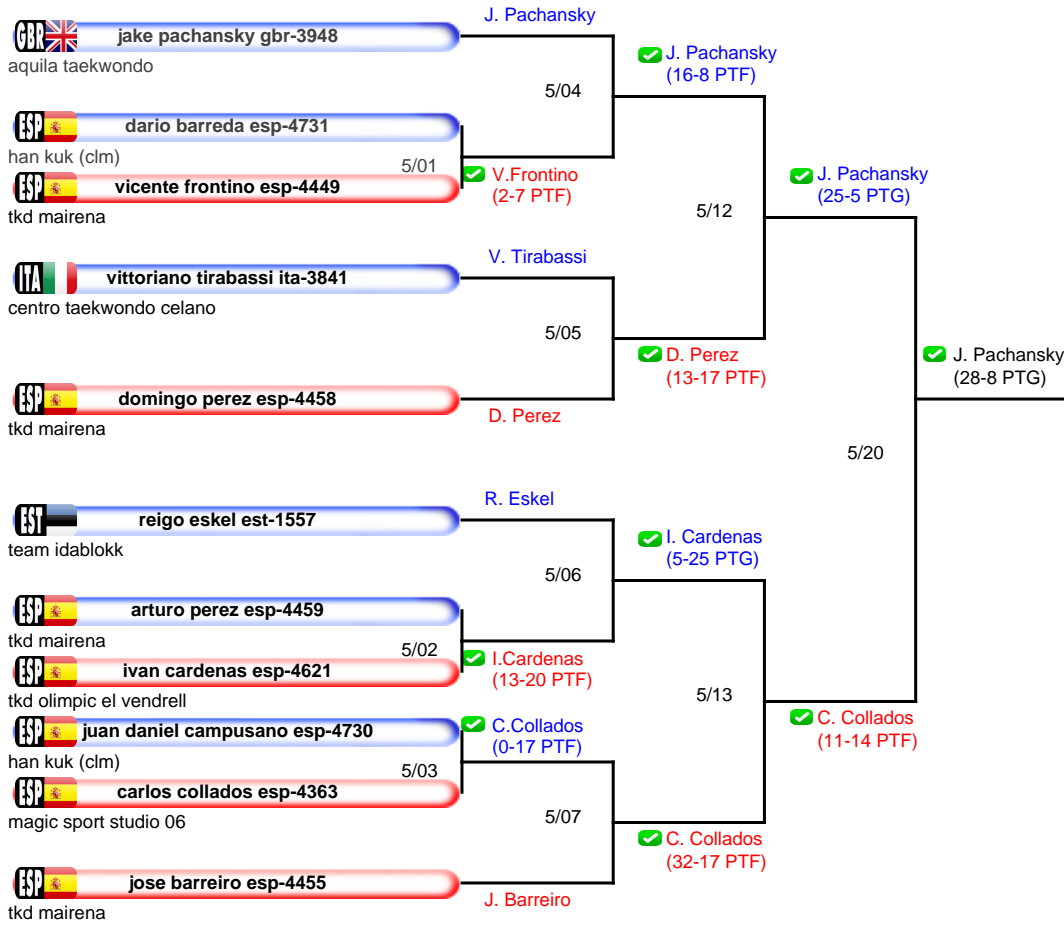 J. Pachansky
GBR jake pachansky gbr-3948
aquila taekwondo
J. Pachansky
(16-8 PTF)
5/04
ESP dario barreda esp-4731
han kuk (clm)
5/01
V.Frontino
(2-7 PTF)
ESP vicente frontino esp-4449
tkd mairena
J. Pachansky
(25-5 PTG)
5/12
V. Tirabassi
ITA vittoriano tirabassi ita-3841
centro taekwondo celano
5/05
D. Perez
(13-17 PTF)
J. Pachansky
(28-8 PTG)
ESP domingo perez esp-4458
tkd mairena
D. Perez
5/20
R. Eskel
EST reigo eskel est-1557
team idablokk
I. Cardenas
(5-25 PTG)
5/06
ESP arturo perez esp-4459
tkd mairena
5/02
I.Cardenas
(13-20 PTF)
ESP ivan cardenas esp-4621
tkd olimpic el vendrell
5/13
ESP juan daniel campusano esp-4730
han kuk (clm)
C.Collados
(0-17 PTF)
C. Collados
(11-14 PTF)
5/03
ESP carlos collados esp-4363
magic sport studio 06
5/07
C. Collados
(32-17 PTF)
ESP jose barreiro esp-4455
tkd mairena
J. Barreiro